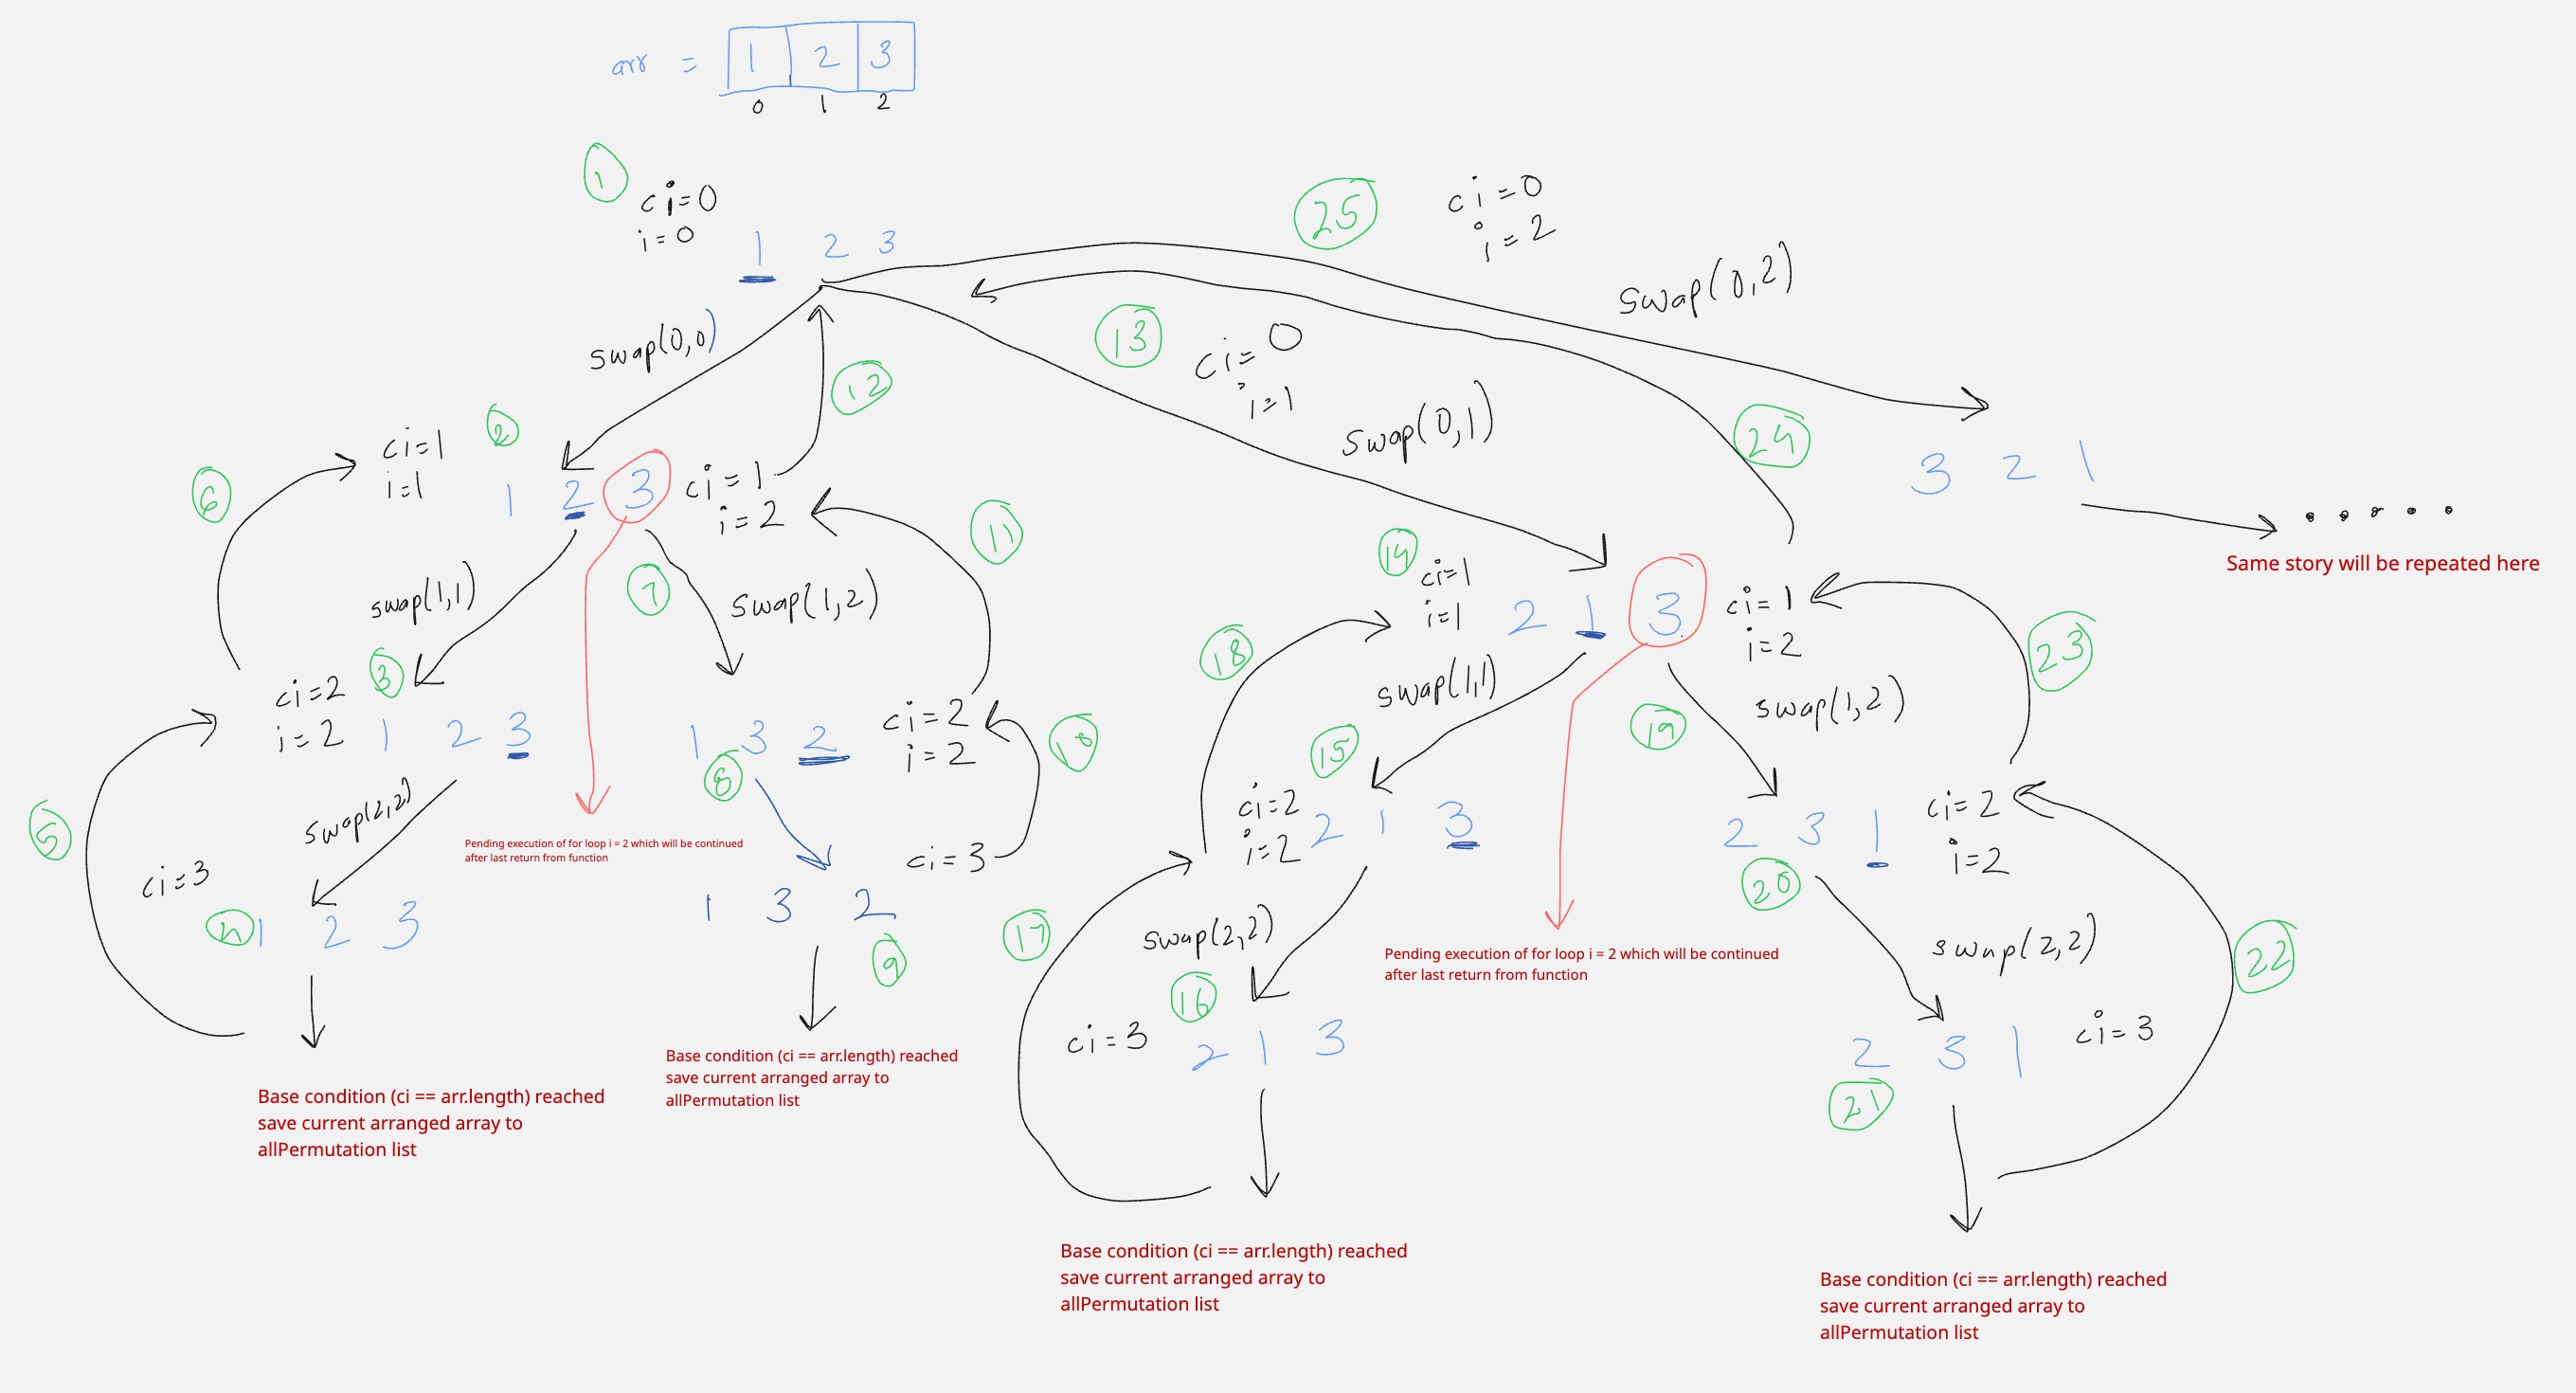 arr = 1 2 3
0 1 2
1
ci=0
i=0
1 2 3
25
ci=0
i=2
swap(0,2)
swap(0,0)
12
13
ci=0
i=1
swap(0,1)
24
3 2 1
.....
Same story will be repeated here
6
ci=1
i=1
2
1 2 3
ci=1
i=2
11
swap(1,1)
7
swap(1,2)
3
ci=2
i=2
1 2 3
5
swap(2,2)
ci=3
4
1 2 3
Base condition (ci == arr.length) reached
save current arranged array to
allPermutation list
Pending execution of for loop i = 2 which will be continued
after last return from function
1 3 2
ci=2
i=2
10
8
ci=3
1 3 2
9
Base condition (ci == arr.length) reached
save current arranged array to
allPermutation list
14
ci=1
i=1
2 1 3
ci=1
i=2
18
swap(1,1)
19
swap(1,2)
23
15
ci=2
i=2
2 1 3
17
swap(2,2)
16
ci=3
2 1 3
Base condition (ci == arr.length) reached
save current arranged array to
allPermutation list
Pending execution of for loop i = 2 which will be continued
after last return from function
2 3 1
ci=2
i=2
20
swap(2,2)
22
2 3 1
ci=3
21
Base condition (ci == arr.length) reached
save current arranged array to
allPermutation list